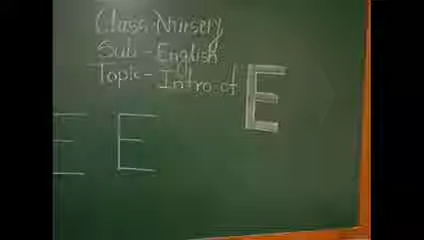 Class-Nursery
Sub - English
Topic - Intro.of E
E E